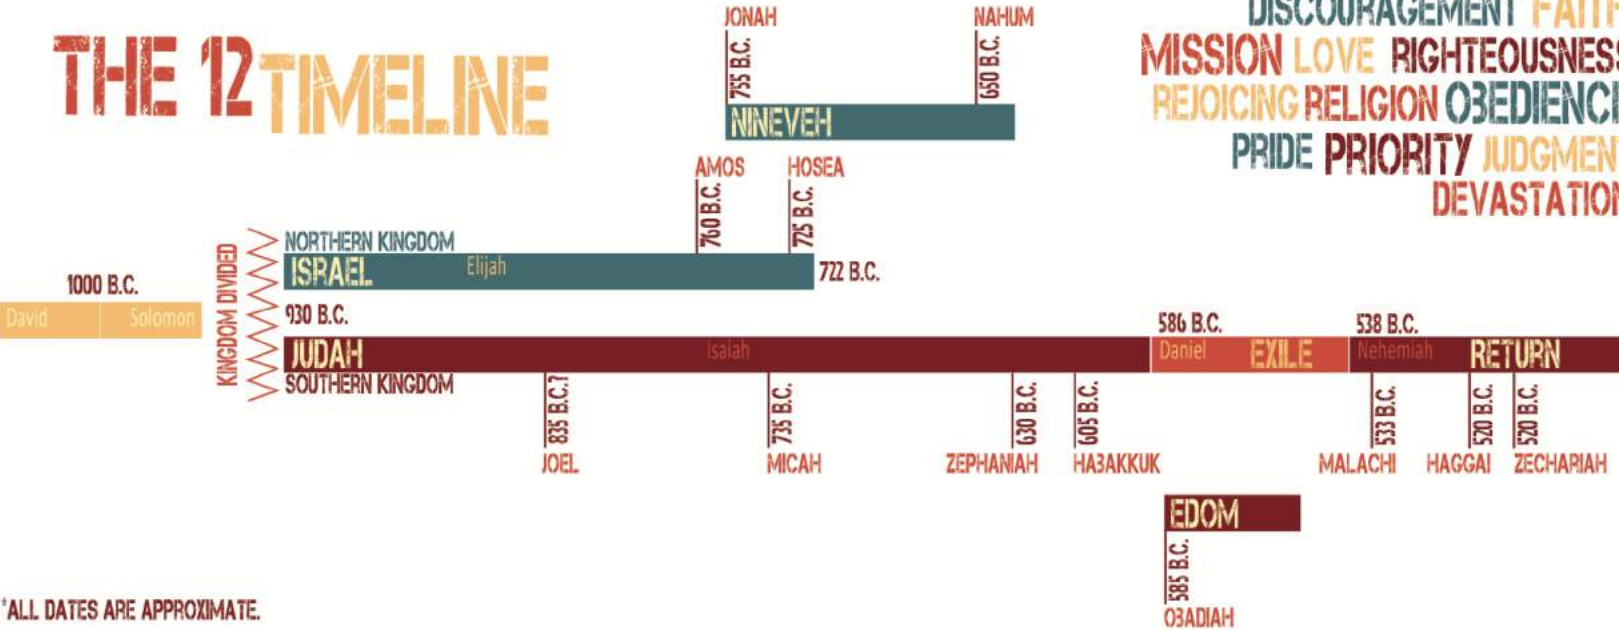 THE 12 TIMELINE
JONAH
755 B.C.
NAHUM
650 B.C.
NINEVEH
DISCOURAGEMENT FAITH
MISSION LOVE RIGHTEOUSNESS
REJOICING RELIGION OBEDIENC
PRIDE PRIORITY JUDGMEN
DEVASTATION
AMOS
760 B.C.
HOSEA
725 B.C.
1000 B.C.
David Solomon
KINGDOM DIVIDED
NORTHERN KINGDOM
ISRAEL Elijah
722 B.C.
930 B.C.
JUDAH Isaiah
SOUTHERN KINGDOM
586 B.C.
Daniel EXILE
538 B.C.
Nehemiah RETURN
835 B.C.?
JOEL
735 B.C.
MICAH
630 B.C.
ZEPHANIAH
605 B.C.
HABAKKUK
533 B.C.
MALACHI
520 B.C.
HAGGAI
520 B.C.
ZECHARIAH
EDOM
585 B.C.
OBADIAH
*ALL DATES ARE APPROXIMATE.